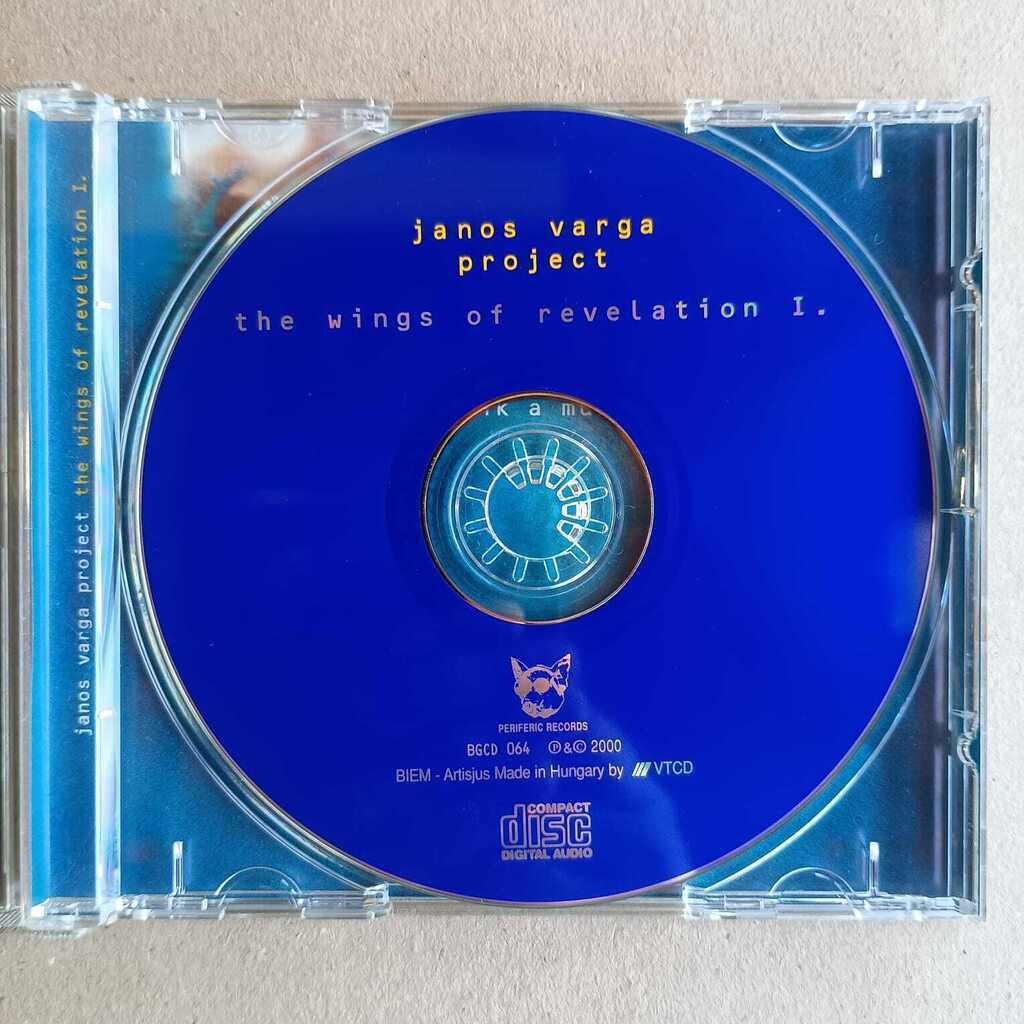 janos varga project the wings of revelation I.
janos varga
project
the wings of revelation I.
PERIFERIC RECORDS
BGCD 064 ℗&© 2000
BIEM - Artisjus Made in Hungary by VTCD
COMPACT
disc
DIGITAL AUDIO